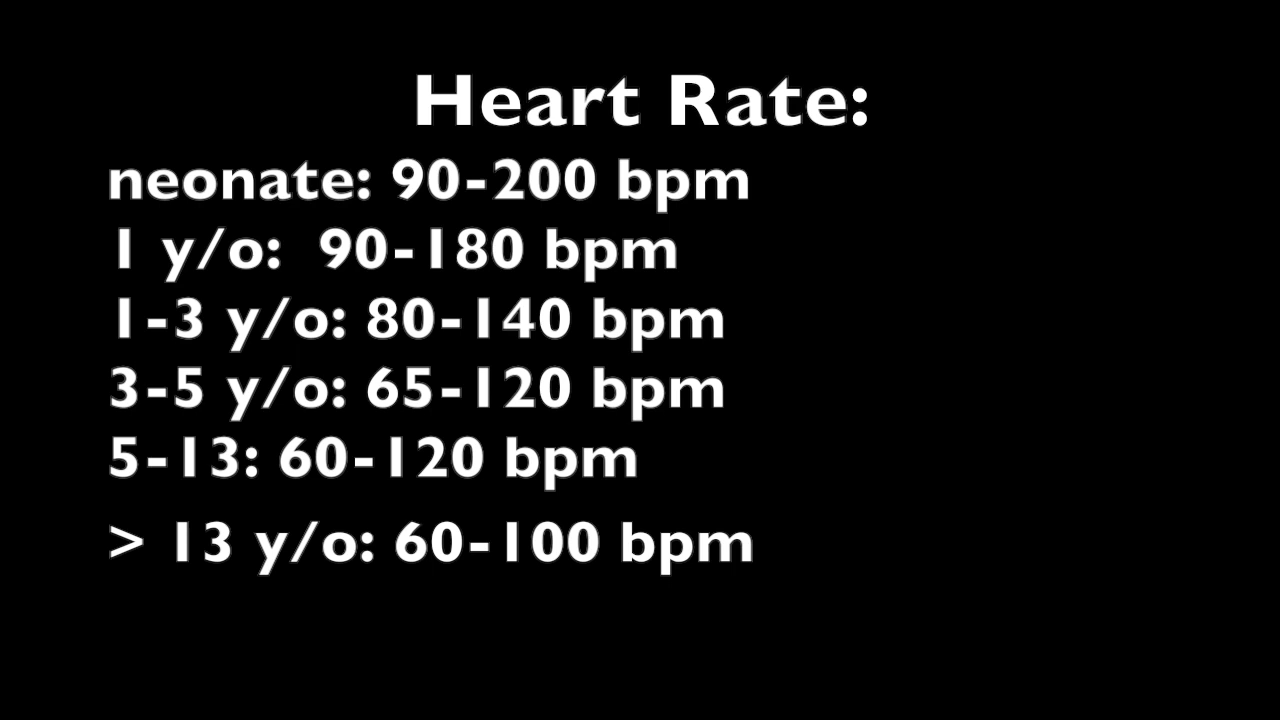 Heart Rate:
neonate: 90-200 bpm
1 y/o:  90-180 bpm
1-3 y/o: 80-140 bpm
3-5 y/o: 65-120 bpm
5-13: 60-120 bpm
> 13 y/o: 60-100 bpm